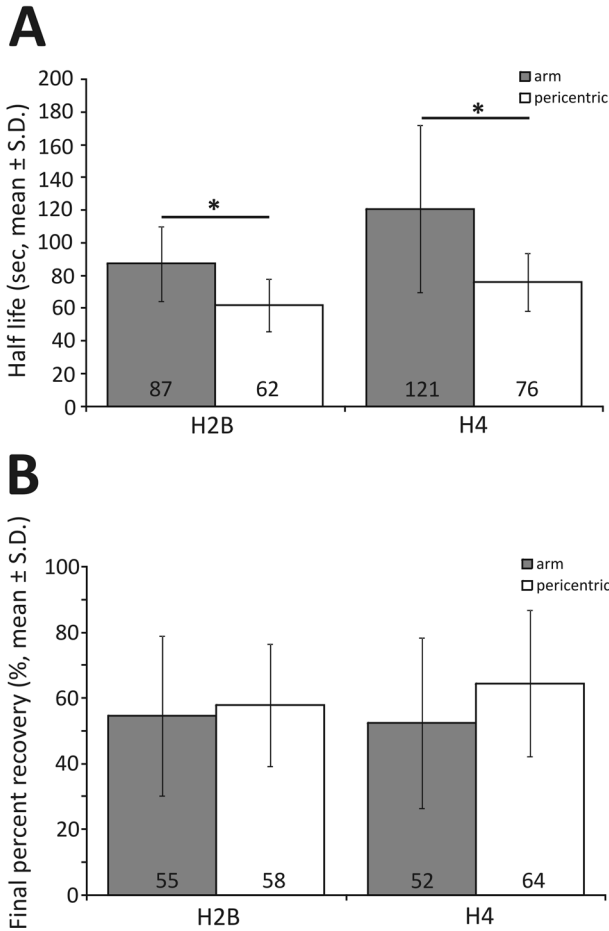 A
Half life (sec, mean ± S.D.)
200
180
160
140
120
100
80
60
40
20
0
arm
pericentric
*
*
87
62
121
76
H2B
H4
B
Final percent recovery (%, mean ± S.D.)
100
80
60
40
20
0
arm
pericentric
55
58
52
64
H2B
H4